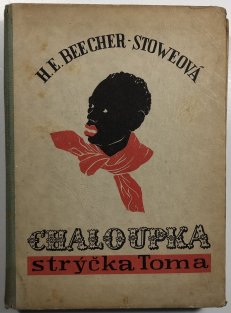 H.E. BEECHER-STOWEOVÁ
CHALOUPKA
strýčka Toma